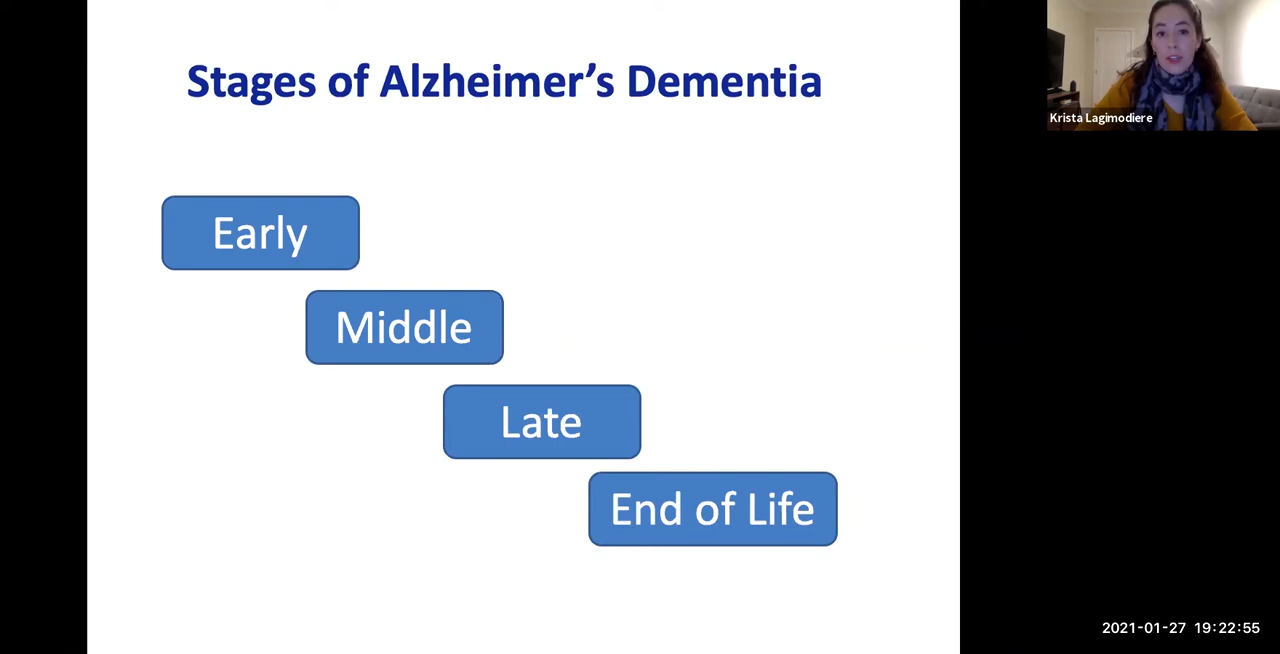 Stages of Alzheimer’s Dementia
Krista Lagimodiere
Early
Middle
Late
End of Life
2021-01-27 19:22:55